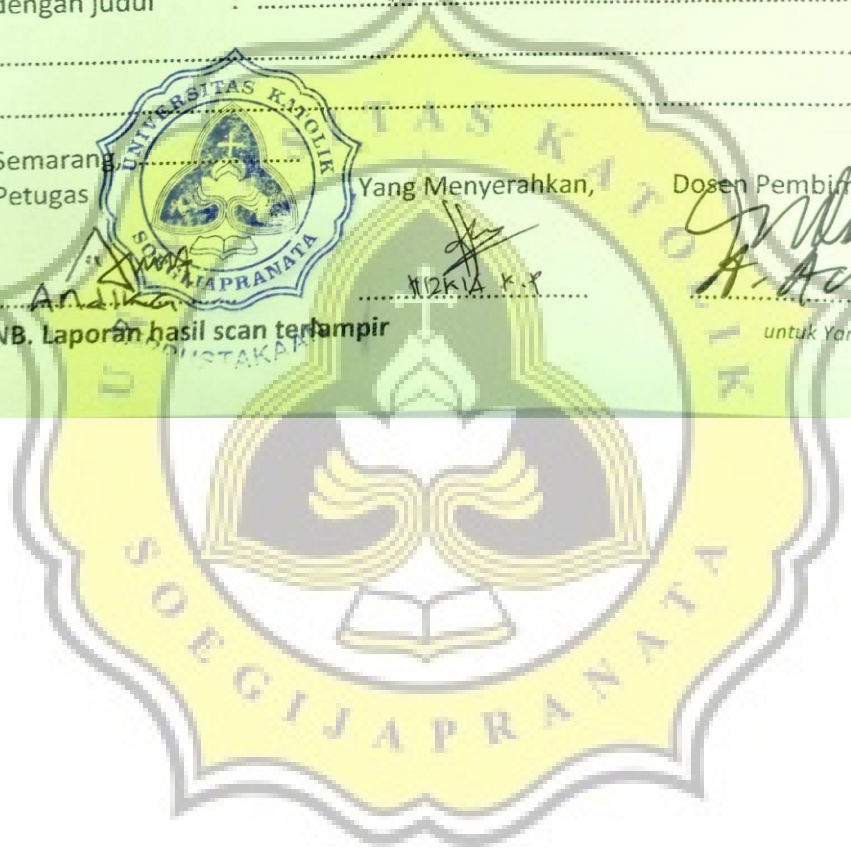 dengan judul :
Semarang,
Petugas
Yang Menyerahkan,
Dosen Pembim
UNIVERSITAS KATOLIK
SOEGIJAPRANATA
PERPUSTAKAAN
Andika
K.P
NB. Laporan hasil scan terlampir
untuk Yan
UNIVERSITAS KATOLIK
SOEGIJAPRANATA